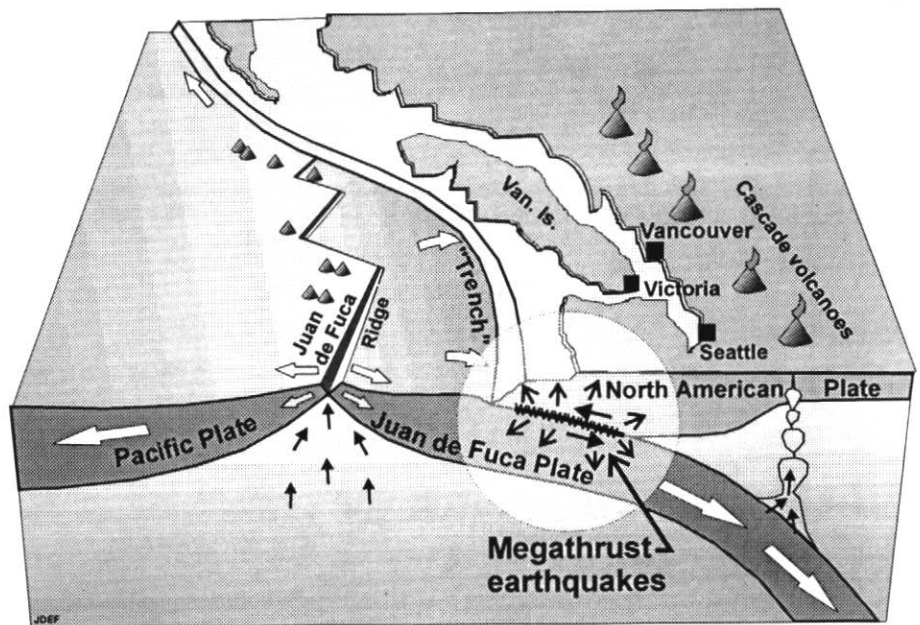 Van. Is.
"Trench"
Cascade volcanoes
Vancouver
Victoria
Seattle
Juan
de Fuca
Ridge
North American
Plate
Pacific Plate
Juan de Fuca Plate
Megathrust
earthquakes
JDEF